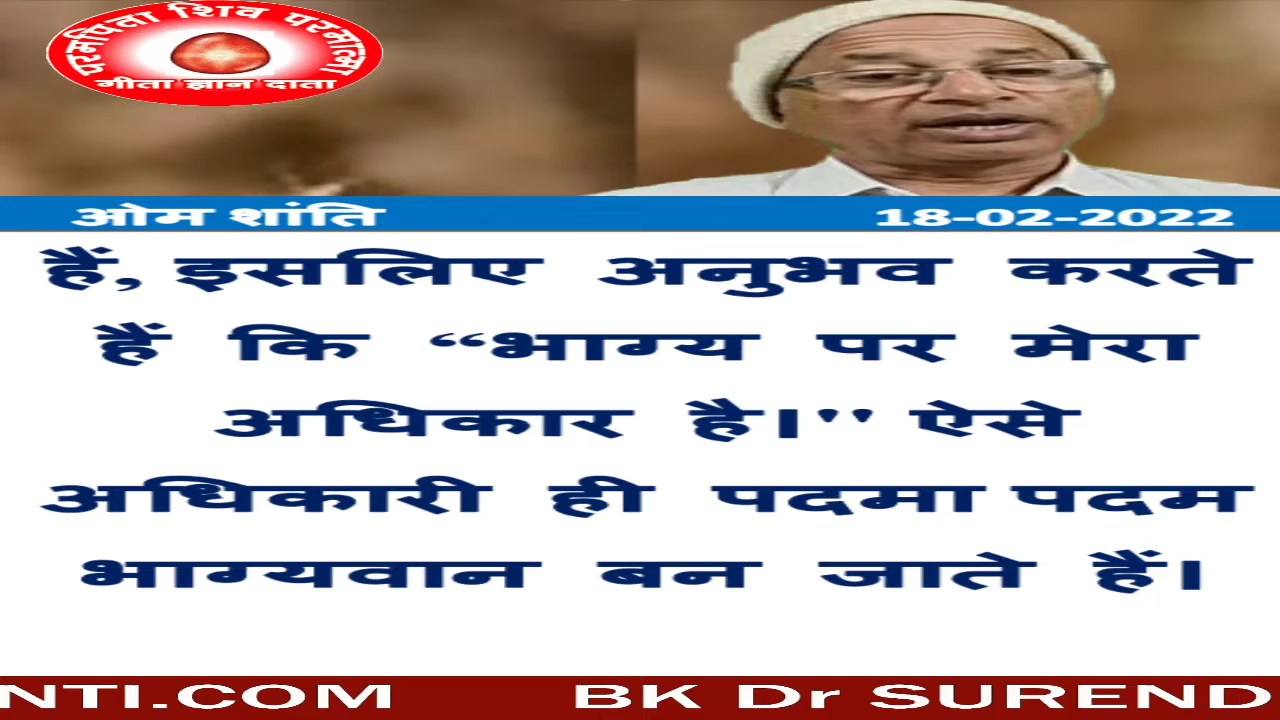 परमपिता शिव परमात्मा
गीता ज्ञान दाता
ओम शांति 18-02-2022
हैं, इसलिए अनुभव करते
हैं कि “भाग्य पर मेरा
अधिकार है।" ऐसे
अधिकारी ही पदमा पदम
भाग्यवान बन जाते हैं।
NTI.COM BK Dr SUREND